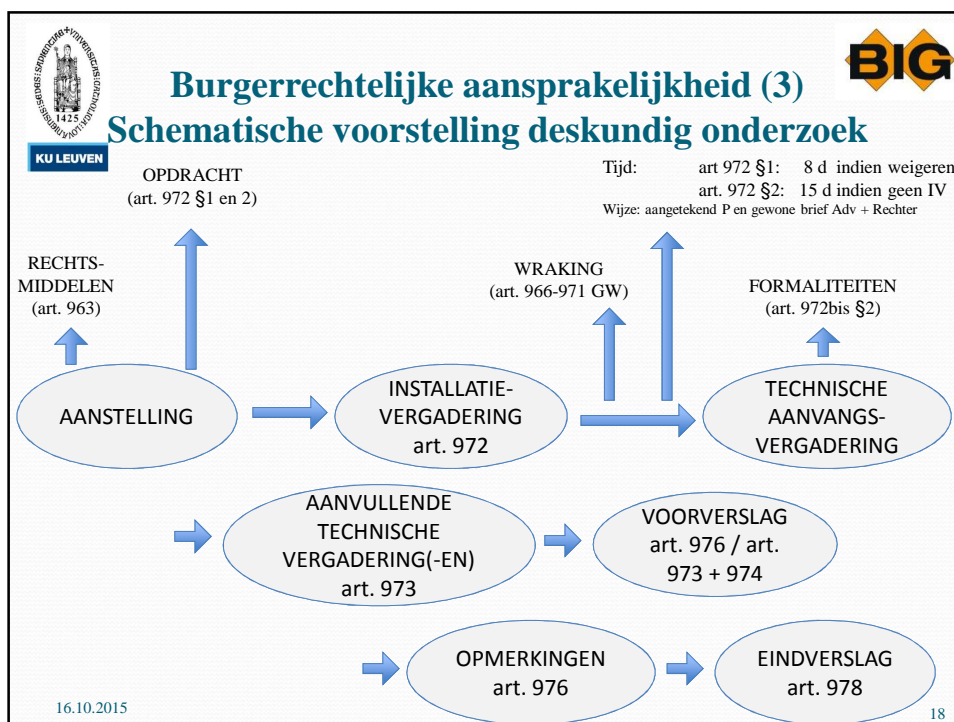 BIG
Burgerrechtelijke aansprakelijkheid (3)
Schematische voorstelling deskundig onderzoek
1425
KU LEUVEN
OPDRACHT
(art. 972 §1 en 2)
Tijd: art 972 §1: 8 d indien weigeren
art. 972 §2: 15 d indien geen IV
Wijze: aangetekend P en gewone brief Adv + Rechter
RECHTS-
MIDDELEN
(art. 963)
WRAKING
(art. 966-971 GW)
FORMALITEITEN
(art. 972bis §2)
AANSTELLING
INSTALLATIE-
VERGADERING
art. 972
TECHNISCHE
AANVANGS-
VERGADERING
AANVULLENDE
TECHNISCHE
VERGADERING(-EN)
art. 973
VOORVERSLAG
art. 976 / art.
973 + 974
OPMERKINGEN
art. 976
EINDVERSLAG
art. 978
16.10.2015
18